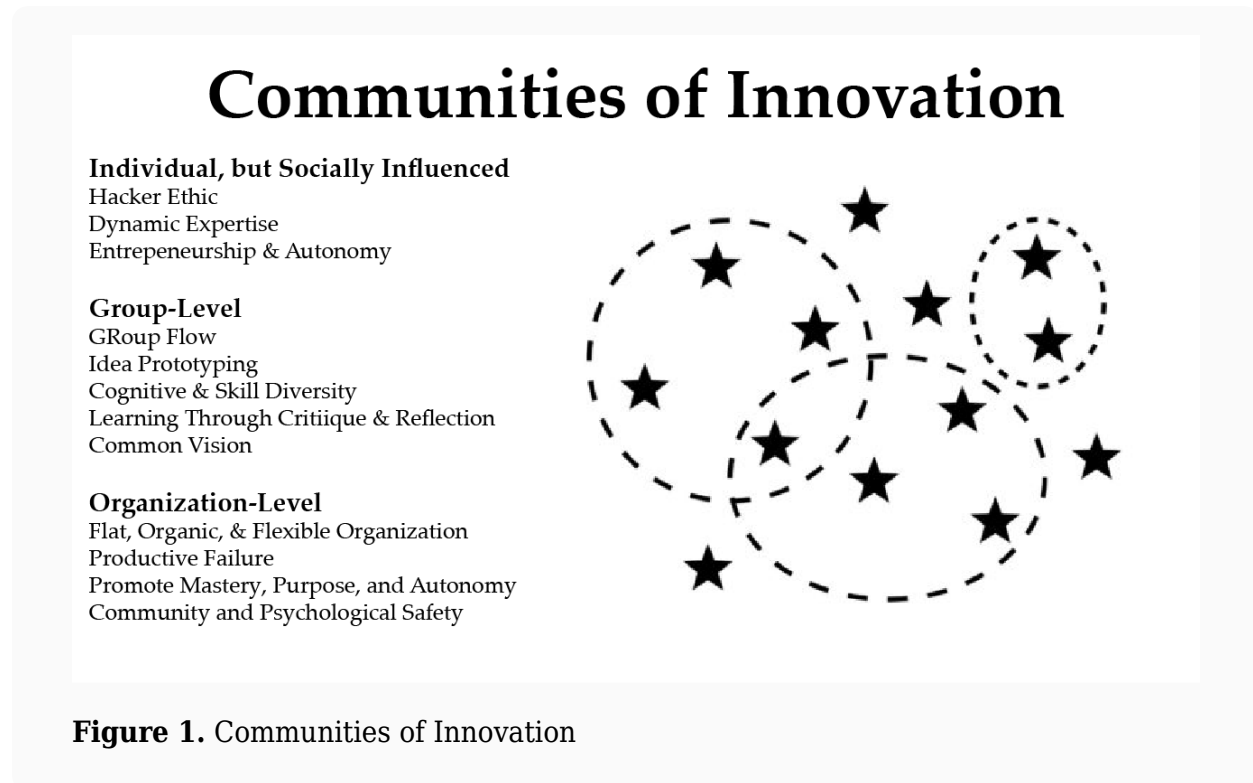 Communities of Innovation
Individual, but Socially Influenced
Hacker Ethic
Dynamic Expertise
Entrepeneurship & Autonomy
Group-Level
GRoup Flow
Idea Prototyping
Cognitive & Skill Diversity
Learning Through Critiique & Reflection
Common Vision
Organization-Level
Flat, Organic, & Flexible Organization
Productive Failure
Promote Mastery, Purpose, and Autonomy
Community and Psychological Safety
Figure 1. Communities of Innovation